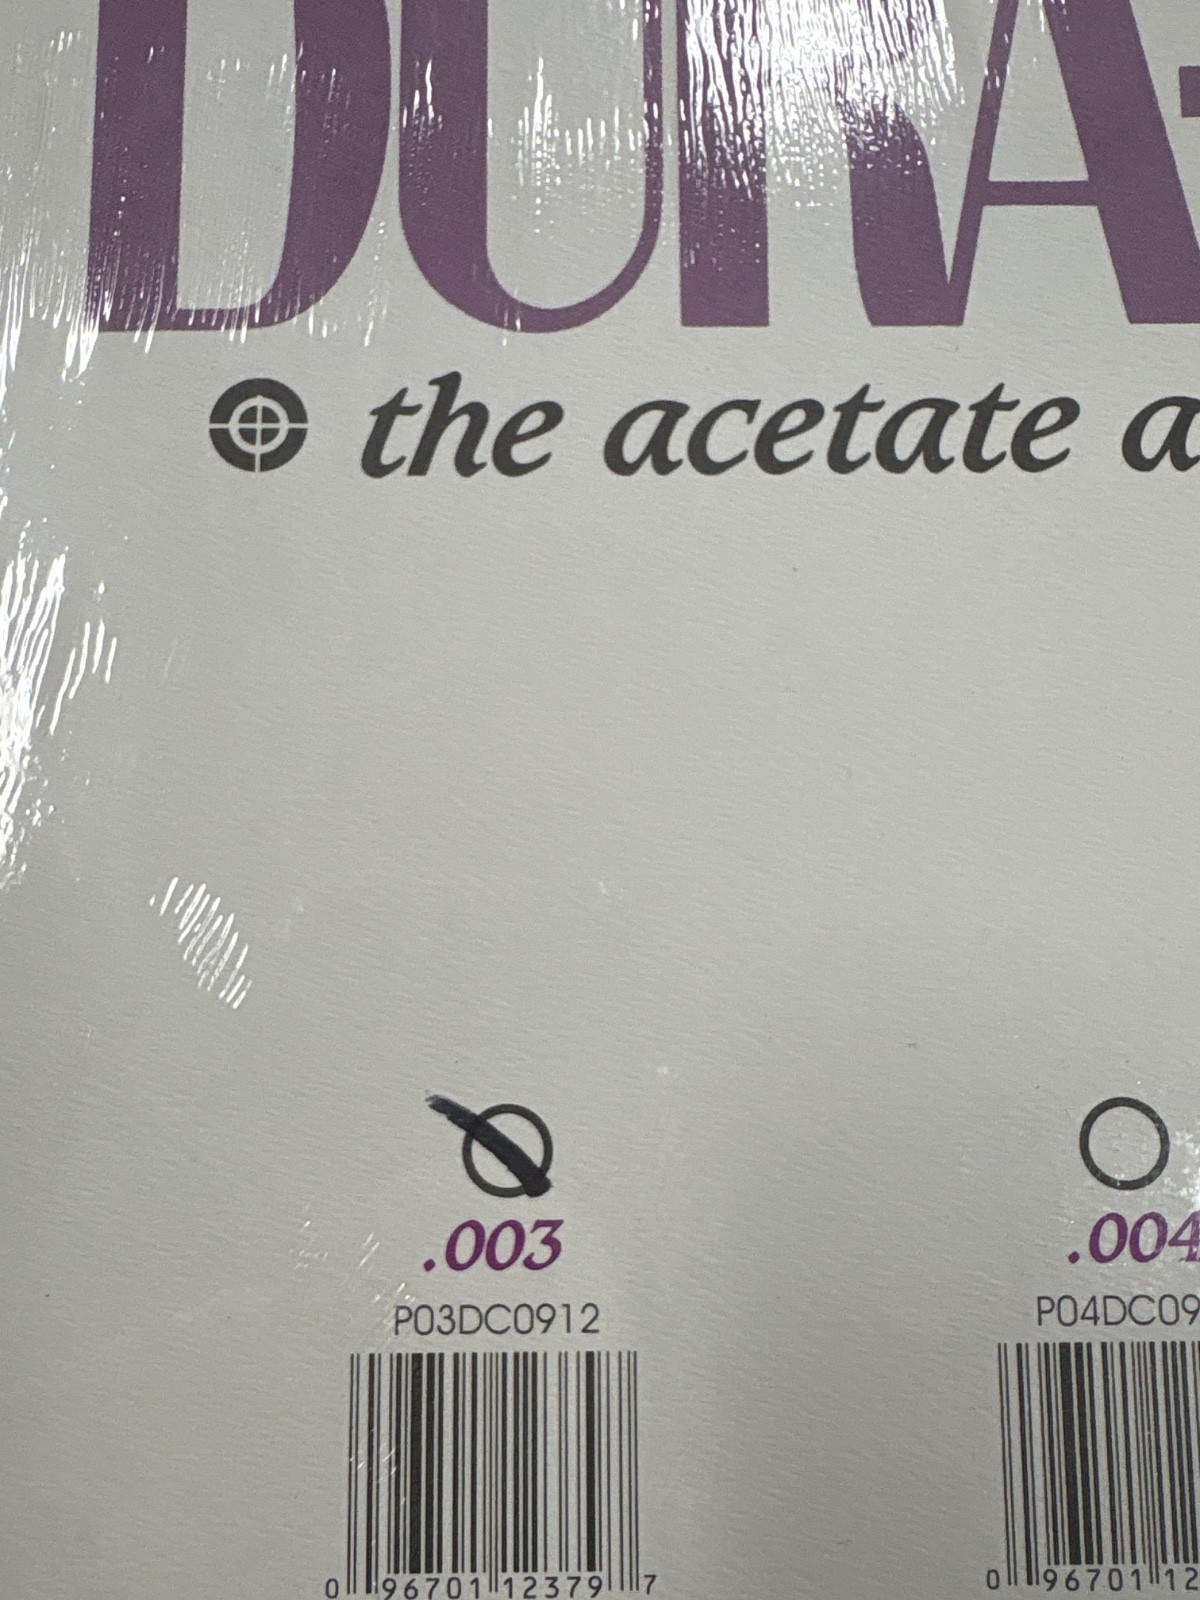 DURA-
the acetate a
.003 .004
P03DC0912 P04DC09
0 96701 12379 7 0 96701 12